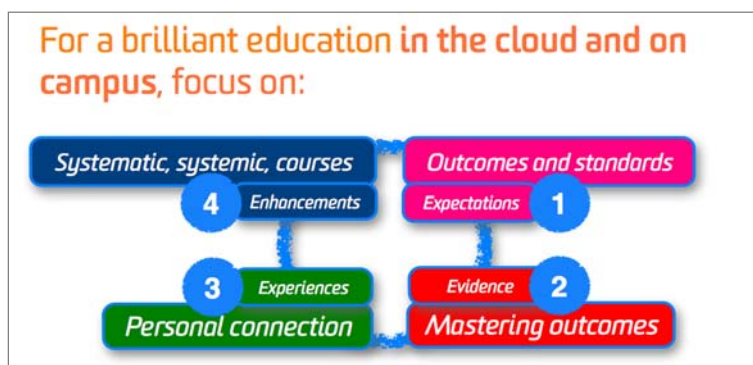 For a brilliant education in the cloud and on
campus, focus on:
Systematic, systemic, courses
Outcomes and standards
4
Enhancements
Expectations
1
3
Experiences
Evidence
2
Personal connection
Mastering outcomes